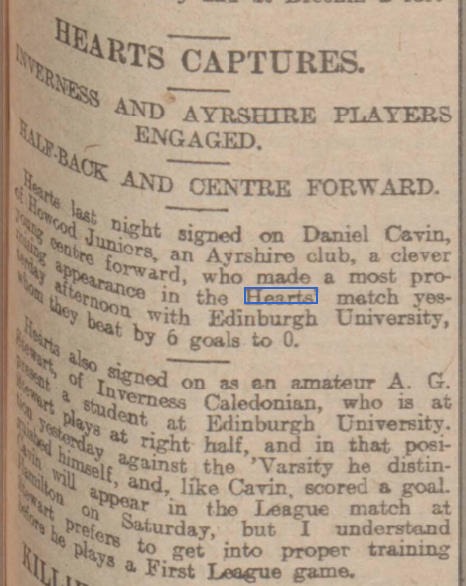 HEARTS CAPTURES.
INVERNESS AND AYRSHIRE PLAYERS
ENGAGED.
HALF-BACK AND CENTRE FORWARD.
Hearts last night signed on Daniel Cavin,
of Howood Juniors, an Ayrshire club, a clever
young centre forward, who made a most pro-
mising appearance in the Hearts match yes-
terday afternoon with Edinburgh University,
whom they beat by 6 goals to 0.
Hearts also signed on as an amateur A. G.
Stewart, of Inverness Caledonian, who is at
present a student at Edinburgh University.
Stewart plays at right half, and in that posi-
tion yesterday against the 'Varsity he distin-
guished himself, and, like Cavin, scored a goal.
Cavin will appear in the League match at
Hamilton on Saturday, but I understand
Stewart prefers to get into proper training
before he plays a First League game.